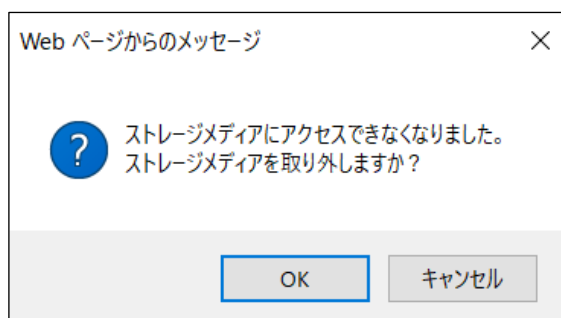 Web ページからのメッセージ
?
ストレージメディアにアクセスできなくなりました。
ストレージメディアを取り外しますか？
OK
キャンセル